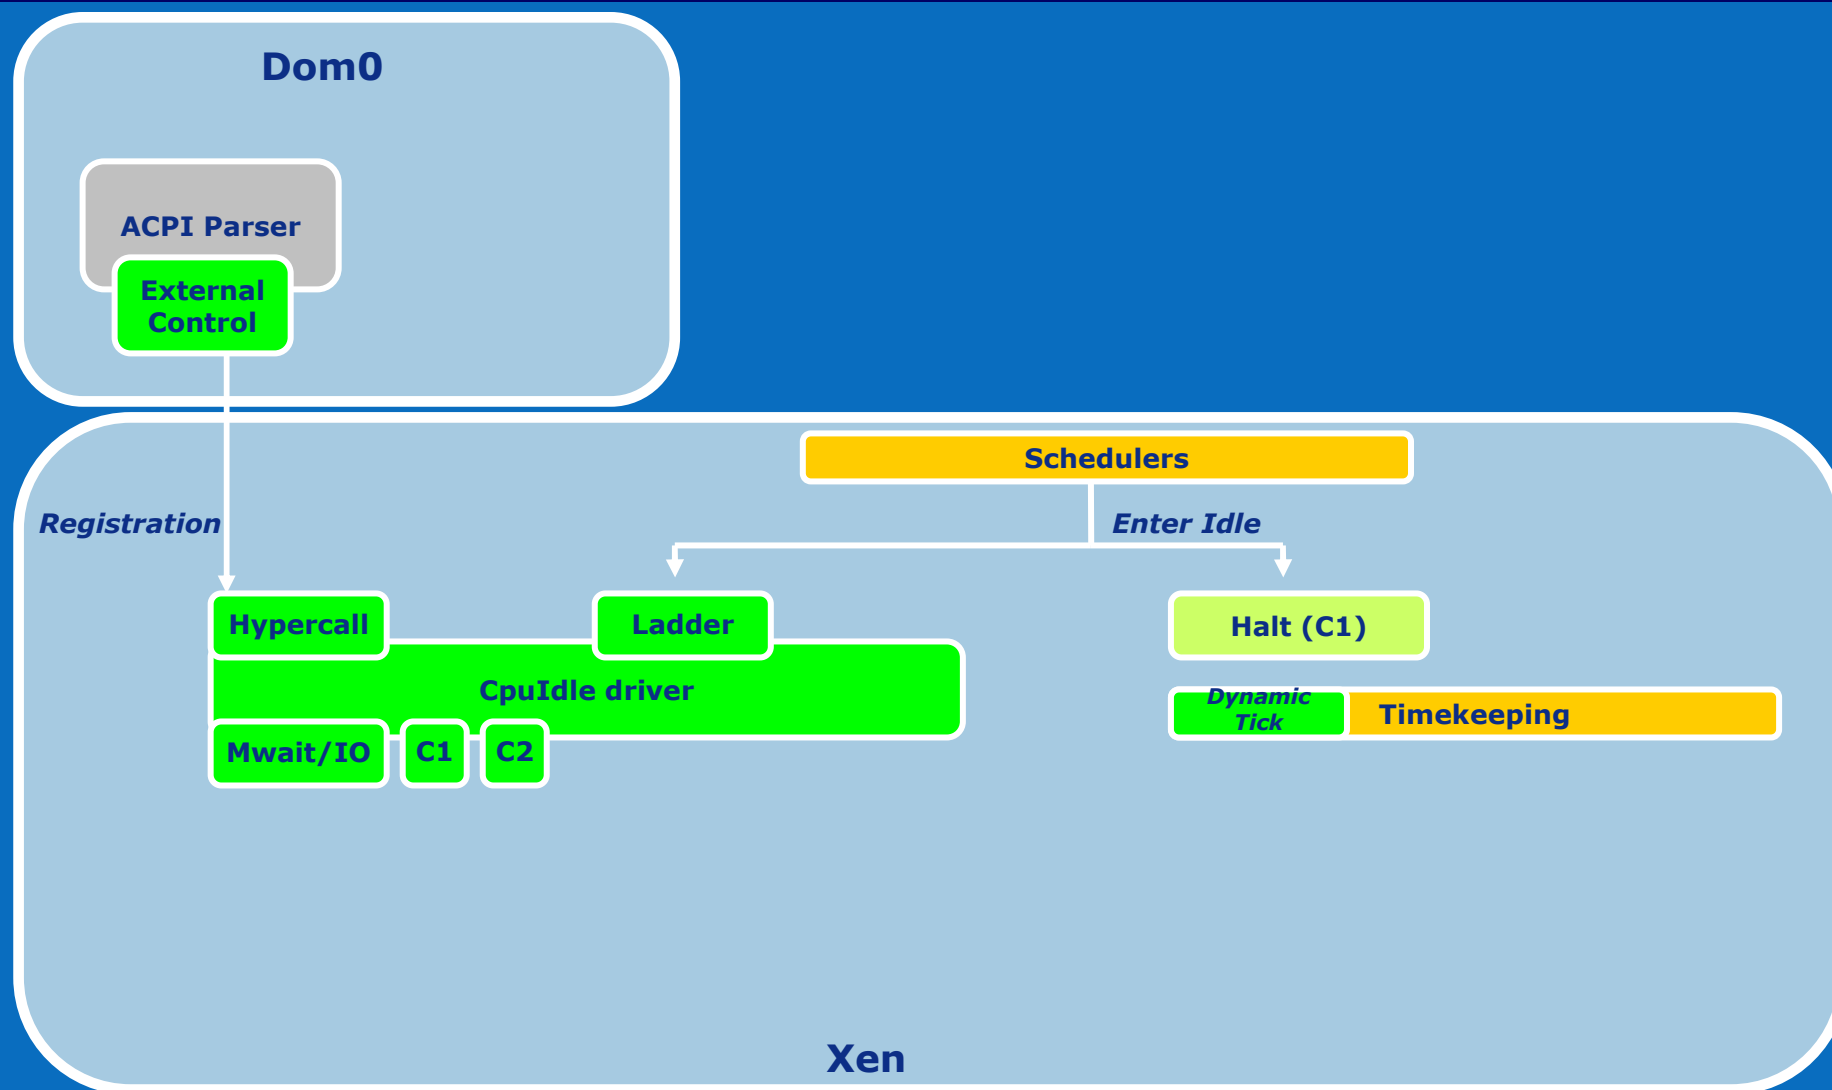 Dom0
ACPI Parser
External
Control
Schedulers
Registration
Enter Idle
Hypercall
Ladder
Halt (C1)
CpuIdle driver
Dynamic
Tick
Timekeeping
Mwait/IO
C1
C2
Xen